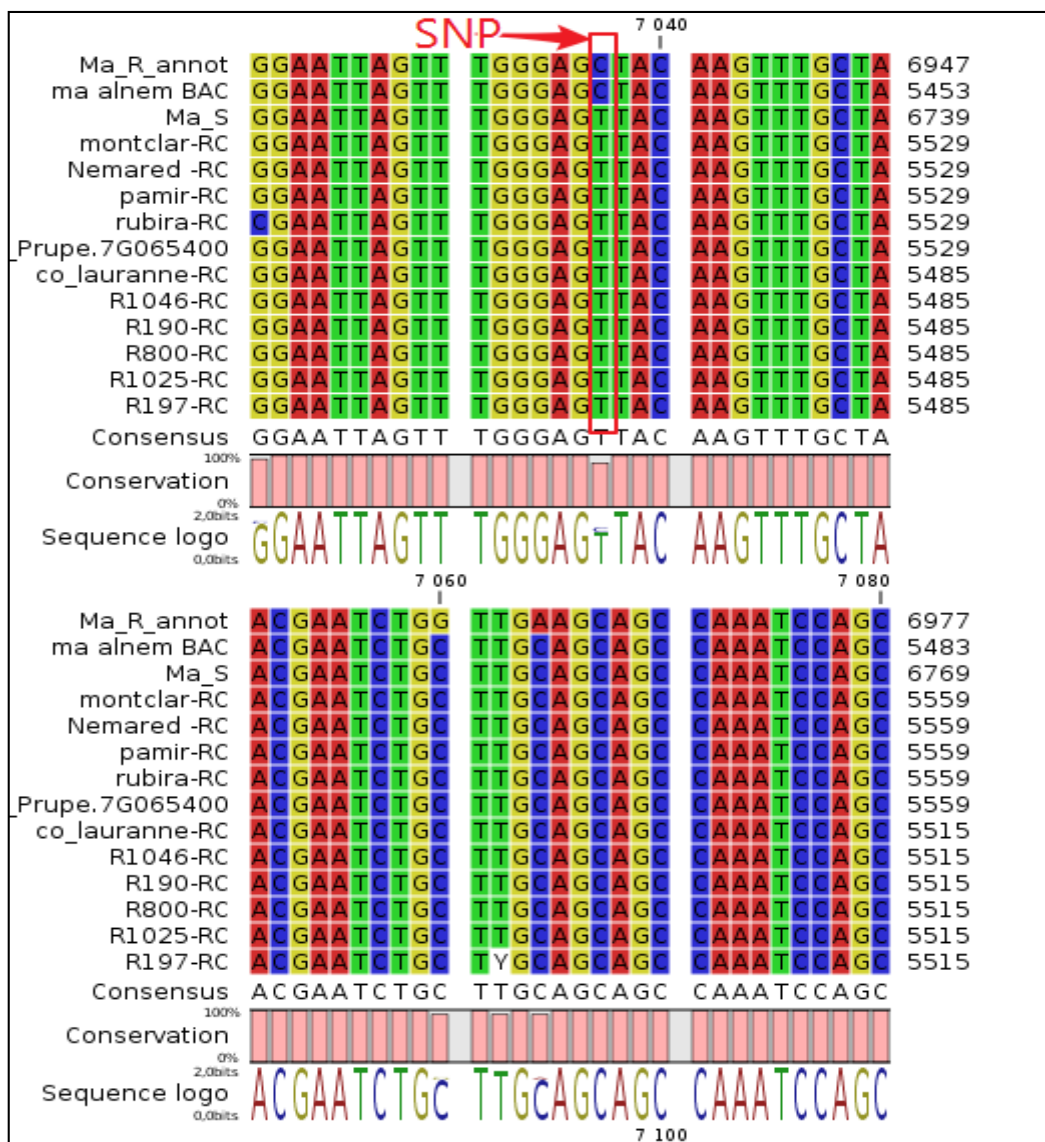 SNP
7 040
Ma_R_annot GGAATTAGTT TGGGAGCTAC AAGTTTGCTA 6947
ma alnem BAC GGAATTAGTT TGGGAGCTAC AAGTTTGCTA 5453
Ma_S GGAATTAGTT TGGGAGTTAC AAGTTTGCTA 6739
montclar-RC GGAATTAGTT TGGGAGTTAC AAGTTTGCTA 5529
Nemared -RC GGAATTAGTT TGGGAGTTAC AAGTTTGCTA 5529
pamir-RC GGAATTAGTT TGGGAGTTAC AAGTTTGCTA 5529
rubira-RC CGAATTAGTT TGGGAGTTAC AAGTTTGCTA 5529
_Prupe.7G065400 GGAATTAGTT TGGGAGTTAC AAGTTTGCTA 5529
co_lauranne-RC GGAATTAGTT TGGGAGTTAC AAGTTTGCTA 5485
R1046-RC GGAATTAGTT TGGGAGTTAC AAGTTTGCTA 5485
R190-RC GGAATTAGTT TGGGAGTTAC AAGTTTGCTA 5485
R800-RC GGAATTAGTT TGGGAGTTAC AAGTTTGCTA 5485
R1025-RC GGAATTAGTT TGGGAGTTAC AAGTTTGCTA 5485
R197-RC GGAATTAGTT TGGGAGTTAC AAGTTTGCTA 5485
Consensus GGAATTAGTT TGGGAGTTAC AAGTTTGCTA
100%
Conservation
0%
2,0bits
Sequence logo GGAATTAGTT TGGGAGTTAC AAGTTTGCTA
0,0bits
7 060 7 080
Ma_R_annot ACGAATCTGG TTGAAGCAGC CAAATCCAGC 6977
ma alnem BAC ACGAATCTGC TTGCAGCAGC CAAATCCAGC 5483
Ma_S ACGAATCTGC TTGCAGCAGC CAAATCCAGC 6769
montclar-RC ACGAATCTGC TTGCAGCAGC CAAATCCAGC 5559
Nemared -RC ACGAATCTGC TTGCAGCAGC CAAATCCAGC 5559
pamir-RC ACGAATCTGC TTGCAGCAGC CAAATCCAGC 5559
rubira-RC ACGAATCTGC TTGCAGCAGC CAAATCCAGC 5559
_Prupe.7G065400 ACGAATCTGC TTGCAGCAGC CAAATCCAGC 5559
co_lauranne-RC ACGAATCTGC TTGCAGCAGC CAAATCCAGC 5515
R1046-RC ACGAATCTGC TTGCAGCAGC CAAATCCAGC 5515
R190-RC ACGAATCTGC TTGCAGCAGC CAAATCCAGC 5515
R800-RC ACGAATCTGC TTGCAGCAGC CAAATCCAGC 5515
R1025-RC ACGAATCTGC TTGCAGCAGC CAAATCCAGC 5515
R197-RC ACGAATCTGC TYGCAGCAGC CAAATCCAGC 5515
Consensus ACGAATCTGC TTGCAGCAGC CAAATCCAGC
100%
Conservation
0%
2,0bits
Sequence logo ACGAATCTGC TTGCAGCAGC CAAATCCAGC
0,0bits
7 100